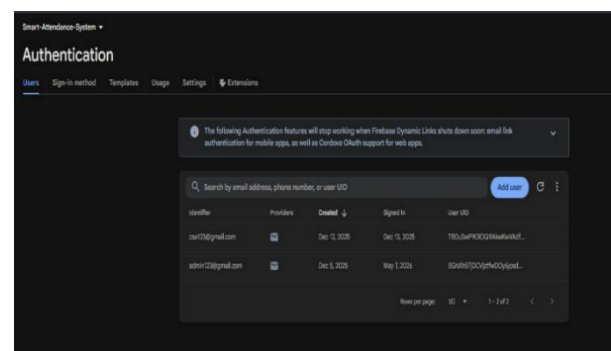 Smart-Attendance-System
Authentication
Users Sign-in method Templates Usage Settings Extensions
The following Authentication features will stop working when Firebase Dynamic Links shuts down soon: email link
authentication for mobile apps, as well as Cordova OAuth support for web apps.
Search by email address, phone number, or user UID Add user
Identifier Providers Created ↓ Signed In User UID
cse123@gmail.com Dec 13, 2025 Dec 13, 2025
admin123@gmail.com Dec 5, 2025 May 7, 2026
Rows per page: 50 1 – 2 of 2